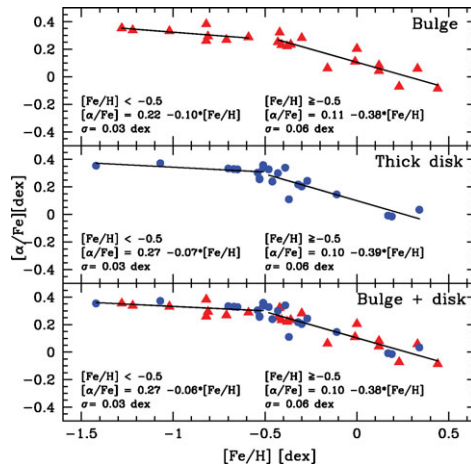 Bulge
[Fe/H] < -0.5 [Fe/H] ≥-0.5
[α/Fe] = 0.22 -0.10*[Fe/H] [α/Fe] = 0.11 -0.38*[Fe/H]
σ= 0.03 dex σ= 0.06 dex
0.4
0.2
0
-0.2
-0.4
Thick disk
[Fe/H] < -0.5 [Fe/H] ≥-0.5
[α/Fe] = 0.27 -0.07*[Fe/H] [α/Fe] = 0.10 -0.39*[Fe/H]
σ= 0.03 dex σ= 0.06 dex
0.4
0.2
0
-0.2
-0.4
[α/Fe][dex]
Bulge + disk
[Fe/H] < -0.5 [Fe/H] ≥-0.5
[α/Fe] = 0.27 -0.06*[Fe/H] [α/Fe] = 0.10 -0.38*[Fe/H]
σ= 0.03 dex σ= 0.06 dex
0.4
0.2
0
-0.2
-0.4
-1.5 -1 -0.5 0 0.5
[Fe/H] [dex]